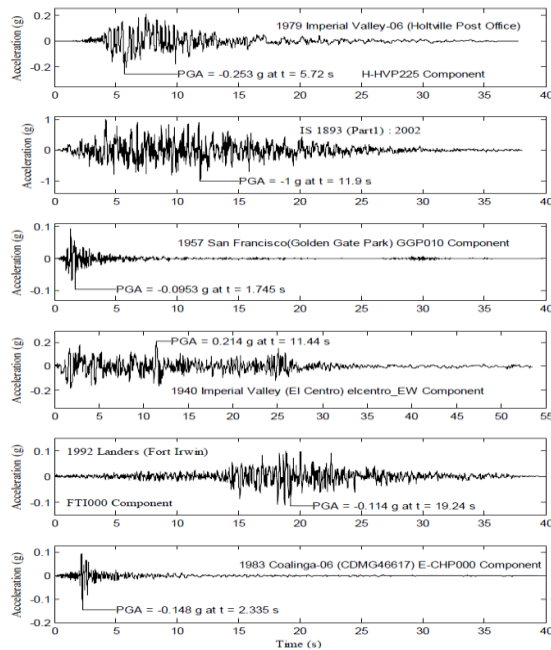 Acceleration (g)
0.2
0
-0.2
1979 Imperial Valley-06 (Holtville Post Office)
PGA = -0.253 g at t = 5.72 s H-HVP225 Component
0 5 10 15 20 25 30 35 40
Acceleration (g)
1
0
-1
IS 1893 (Part1) : 2002
PGA = -1 g at t = 11.9 s
0 5 10 15 20 25 30 35 40
Acceleration (g)
0.1
0
-0.1
1957 San Francisco(Golden Gate Park) GGP010 Component
PGA = -0.0953 g at t = 1.745 s
0 5 10 15 20 25 30 35 40
Acceleration (g)
0.2
0
-0.2
PGA = 0.214 g at t = 11.44 s
1940 Imperial Valley (El Centro) elcentro_EW Component
0 5 10 15 20 25 30 35 40 45 50 55
Acceleration (g)
0.1
0
-0.1
1992 Landers (Fort Irwin)
FTI000 Component
PGA = -0.114 g at t = 19.24 s
0 5 10 15 20 25 30 35 40
Acceleration (g)
0.1
0
-0.1
-0.2
1983 Coalinga-06 (CDMG46617) E-CHP000 Component
PGA = -0.148 g at t = 2.335 s
0 5 10 15 20 25 30 35 40
Time (s)